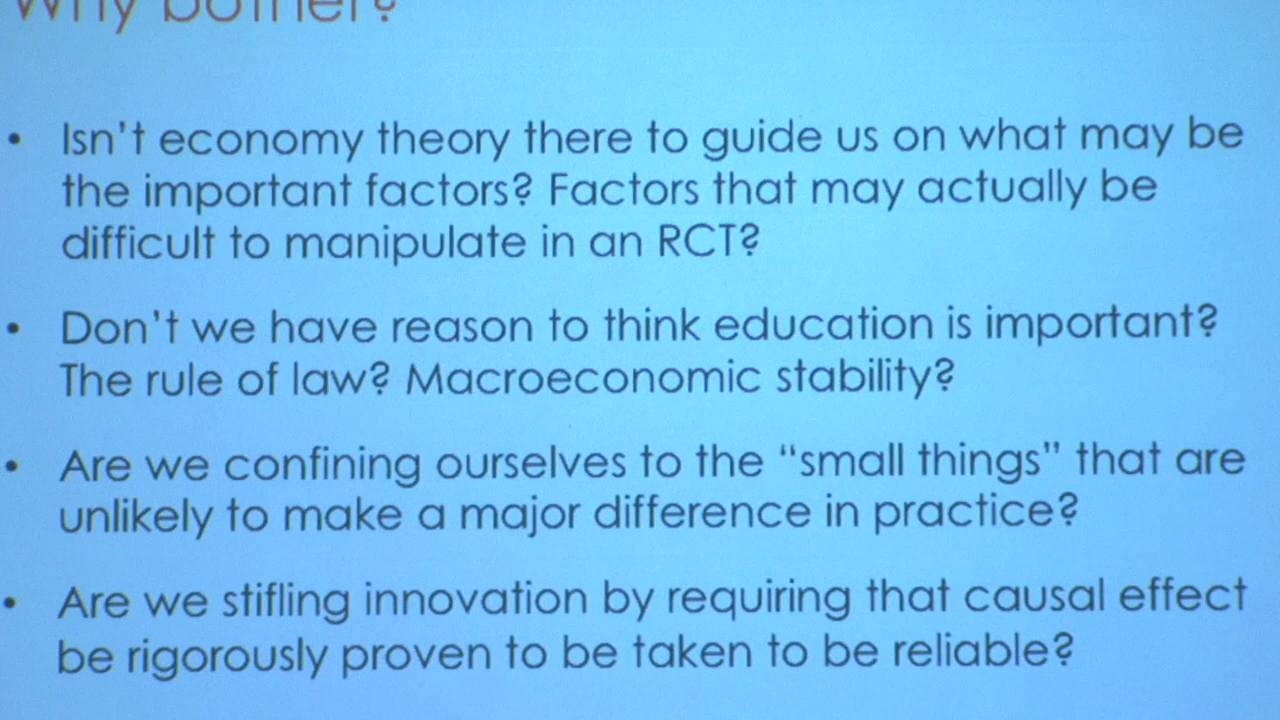 Why bother?
• Isn't economy theory there to guide us on what may be
the important factors? Factors that may actually be
difficult to manipulate in an RCT?
• Don't we have reason to think education is important?
The rule of law? Macroeconomic stability?
• Are we confining ourselves to the “small things” that are
unlikely to make a major difference in practice?
• Are we stifling innovation by requiring that causal effect
be rigorously proven to be taken to be reliable?